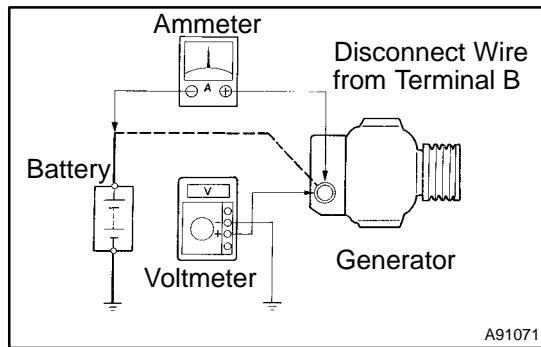 Ammeter
Disconnect Wire
from Terminal B
A
Battery
V
Voltmeter
Generator
A91071